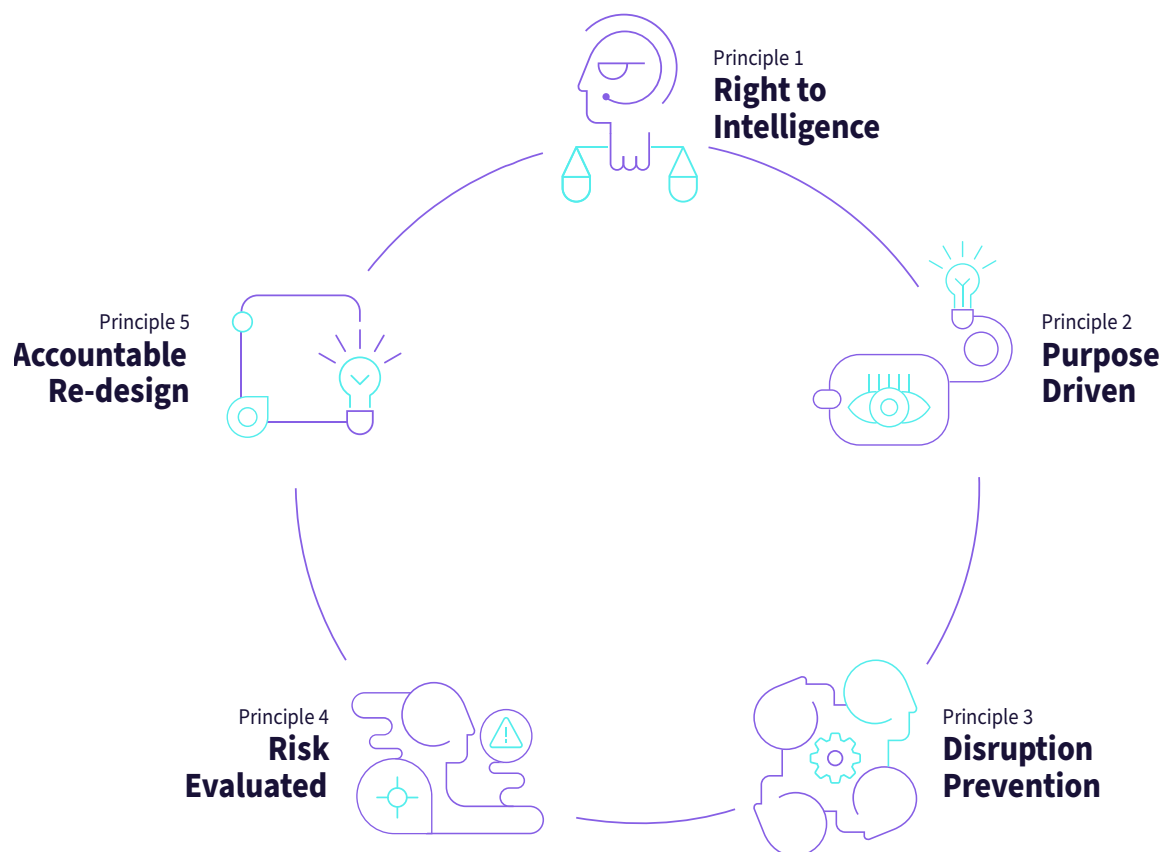 Principle 1
Right to
Intelligence
Principle 2
Purpose
Driven
Principle 3
Disruption
Prevention
Principle 4
Risk
Evaluated
Principle 5
Accountable
Re-design